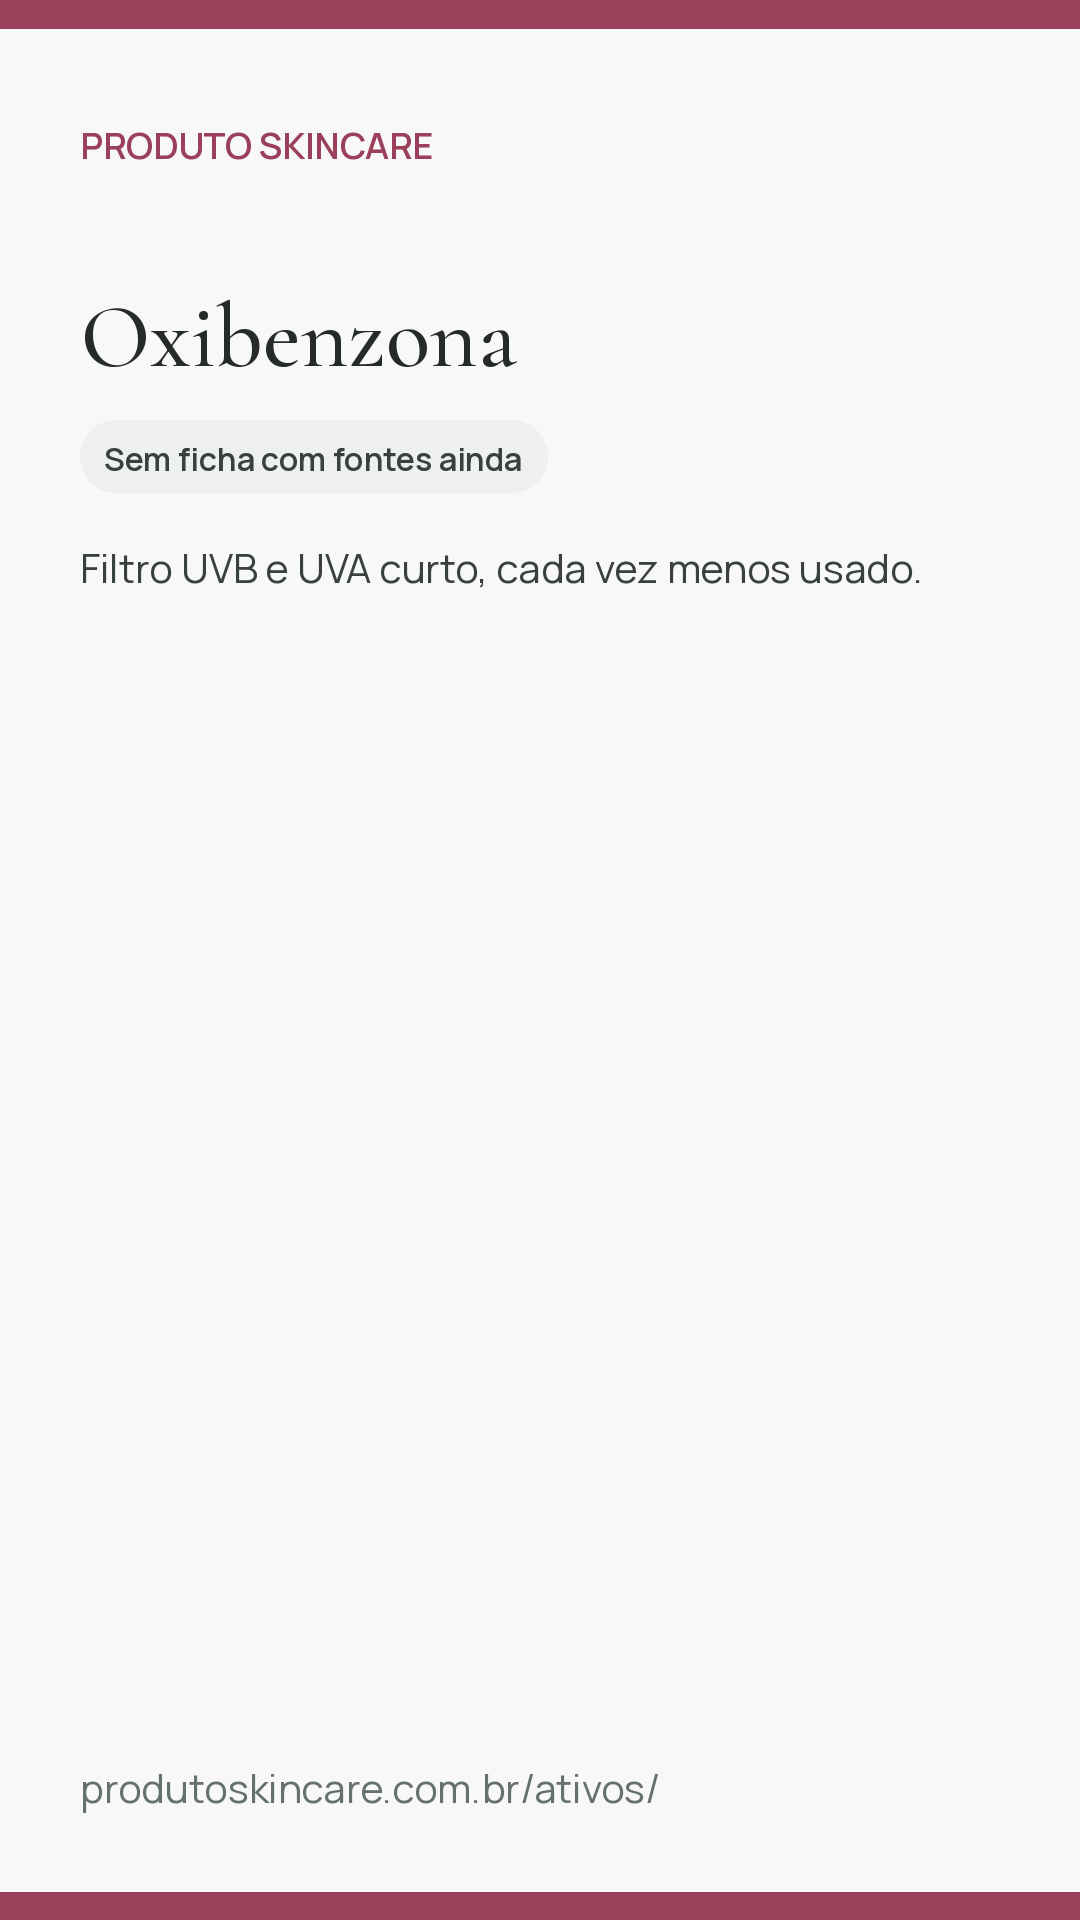 PRODUTO SKINCARE
Oxibenzona
Sem ficha com fontes ainda
Filtro UVB e UVA curto, cada vez menos usado.
produtoskincare.com.br/ativos/